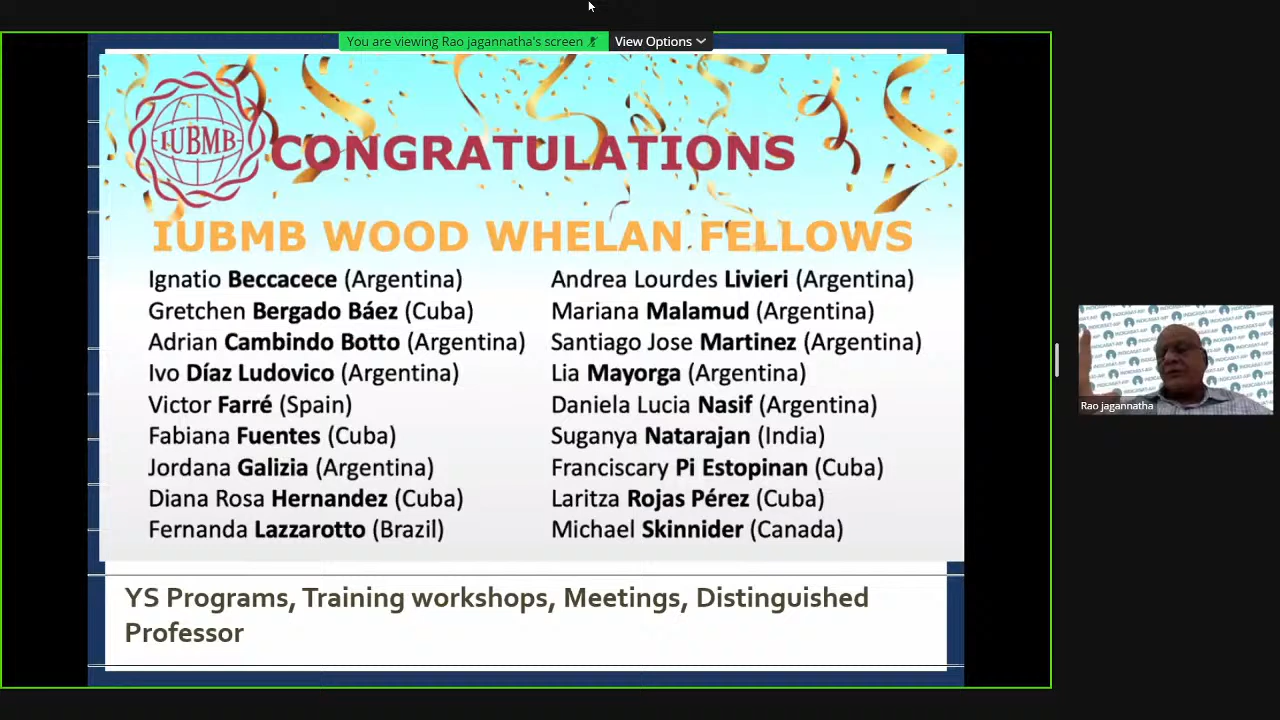 You are viewing Rao jagannatha's screen
View Options
IUBMB
CONGRATULATIONS
IUBMB WOOD WHELAN FELLOWS
Ignatio Beccacece (Argentina)
Gretchen Bergado Báez (Cuba)
Adrian Cambindo Botto (Argentina)
Ivo Díaz Ludovico (Argentina)
Victor Farré (Spain)
Fabiana Fuentes (Cuba)
Jordana Galizia (Argentina)
Diana Rosa Hernandez (Cuba)
Fernanda Lazzarotto (Brazil)
Andrea Lourdes Livieri (Argentina)
Mariana Malamud (Argentina)
Santiago Jose Martinez (Argentina)
Lia Mayorga (Argentina)
Daniela Lucia Nasif (Argentina)
Suganya Natarajan (India)
Franciscary Pi Estopinan (Cuba)
Laritza Rojas Pérez (Cuba)
Michael Skinnider (Canada)
YS Programs, Training workshops, Meetings, Distinguished
Professor
INDICASAT-AIP
Rao jagannatha